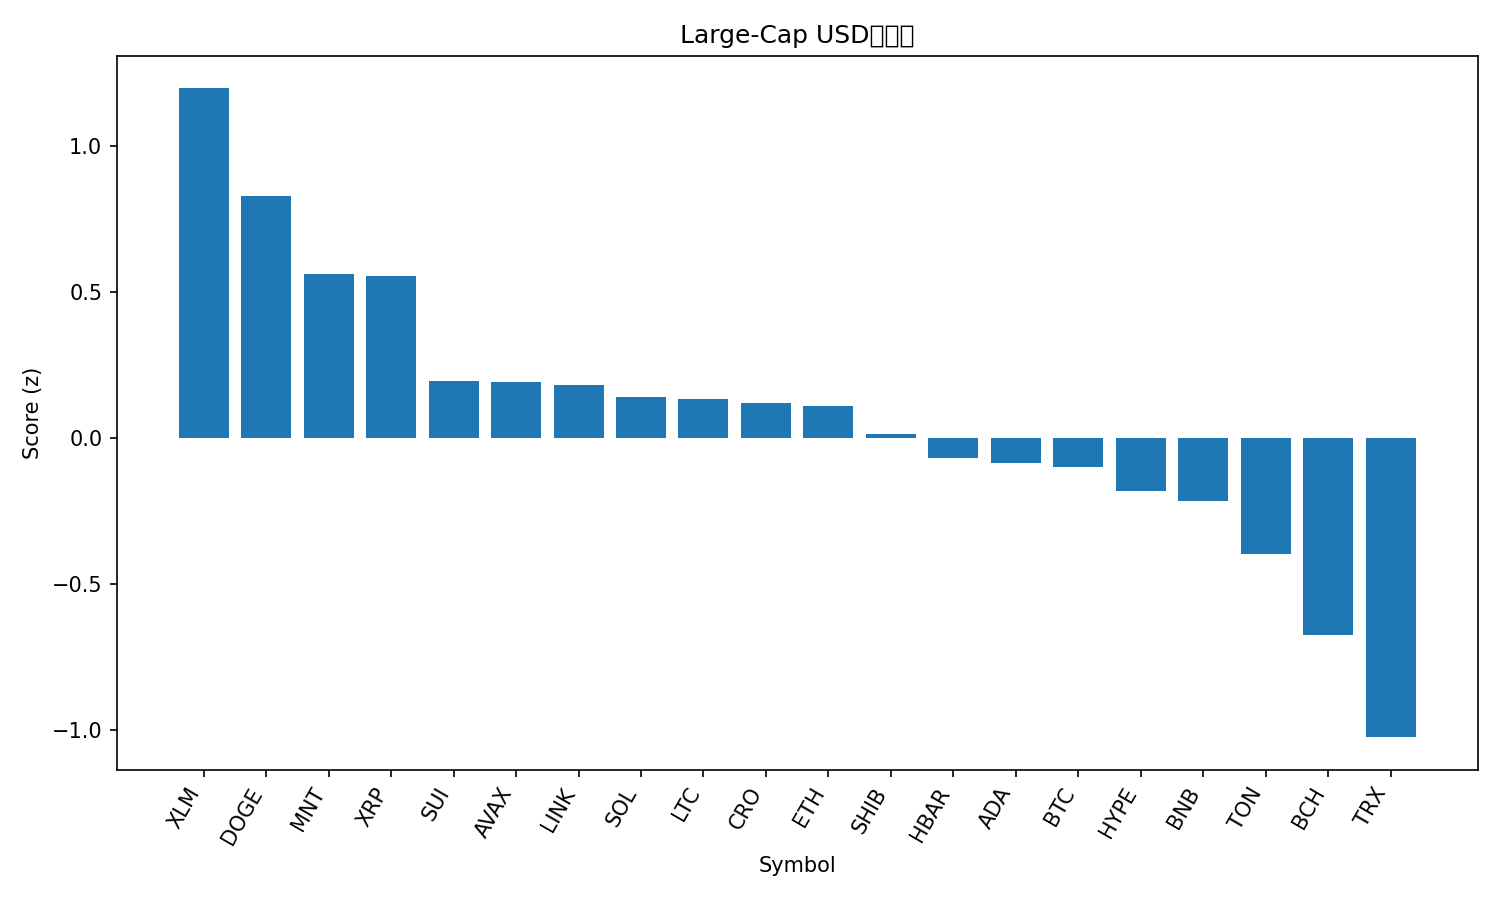 Large-Cap USD
Score (z)
1.0
0.5
0.0
−0.5
−1.0
XLM
DOGE
MNT
XRP
SUI
AVAX
LINK
SOL
LTC
CRO
ETH
SHIB
HBAR
ADA
BTC
HYPE
BNB
TON
BCH
TRX
Symbol